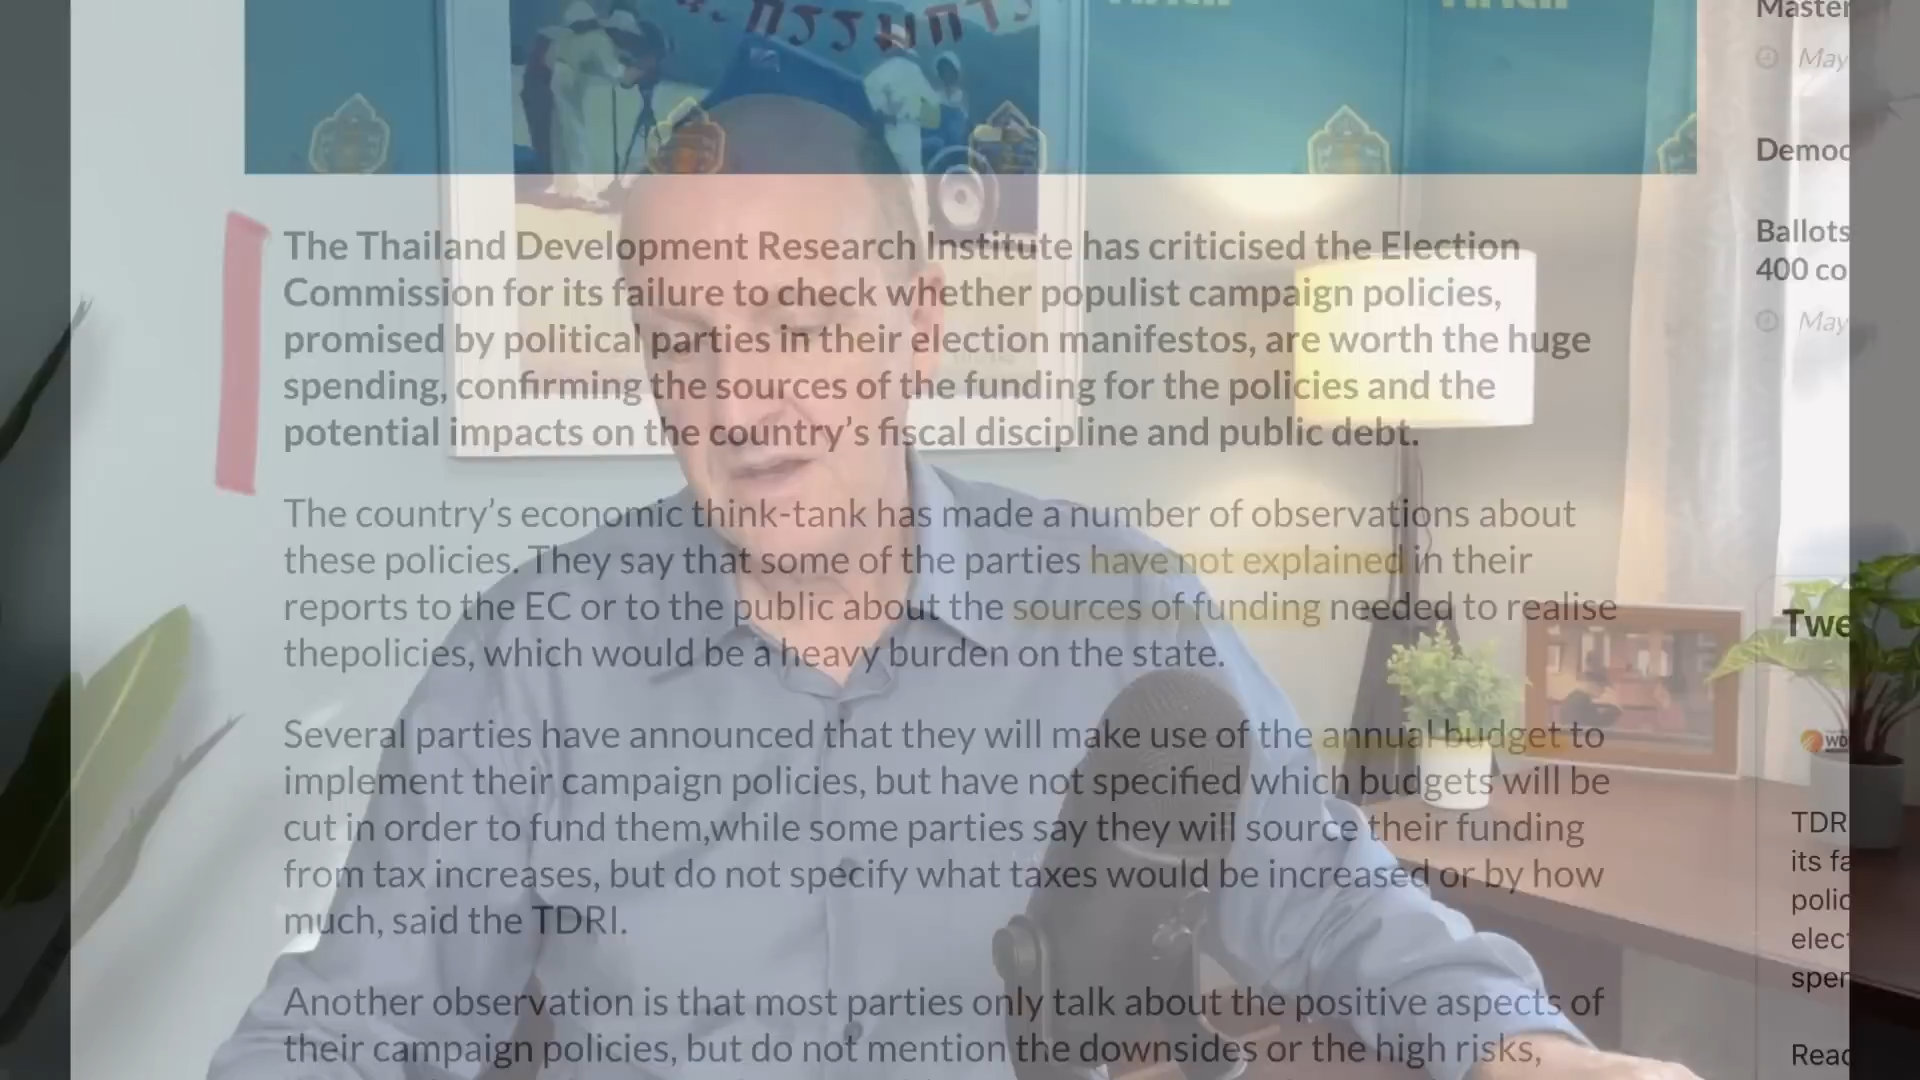 กรรมการ
The Thailand Development Research Institute has criticised the Election
Commission for its failure to check whether populist campaign policies,
promised by political parties in their election manifestos, are worth the huge
spending, confirming the sources of the funding for the policies and the
potential impacts on the country's fiscal discipline and public debt.
The country's economic think-tank has made a number of observations about
these policies. They say that some of the parties have not explained in their
reports to the EC or to the public about the sources of funding needed to realise
thepolicies, which would be a heavy burden on the state.
Several parties have announced that they will make use of the annual budget to
implement their campaign policies, but have not specified which budgets will be
cut in order to fund them,while some parties say they will source their funding
from tax increases, but do not specify what taxes would be increased or by how
much, said the TDRI.
Another observation is that most parties only talk about the positive aspects of
their campaign policies, but do not mention the downsides or the high risks,
Master
May
Democ
Ballots
400 co
May
Twe
TDR
its fa
polic
elect
spen
Read